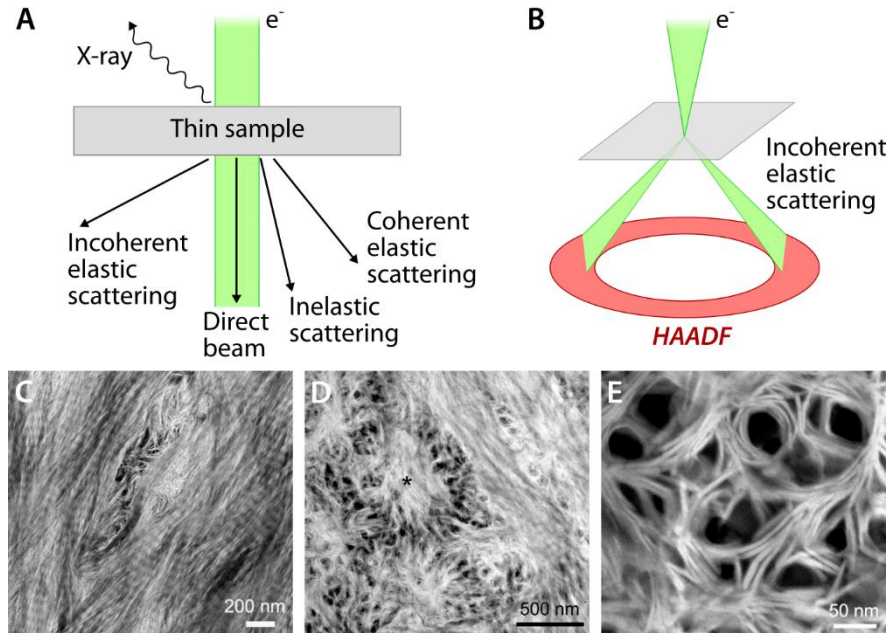 A
e-
X-ray
Thin sample
Incoherent
elastic
scattering
Direct
beam
Inelastic
scattering
Coherent
elastic
scattering
B
e-
Incoherent
elastic
scattering
HAADF
C
200 nm
D
*
500 nm
E
50 nm